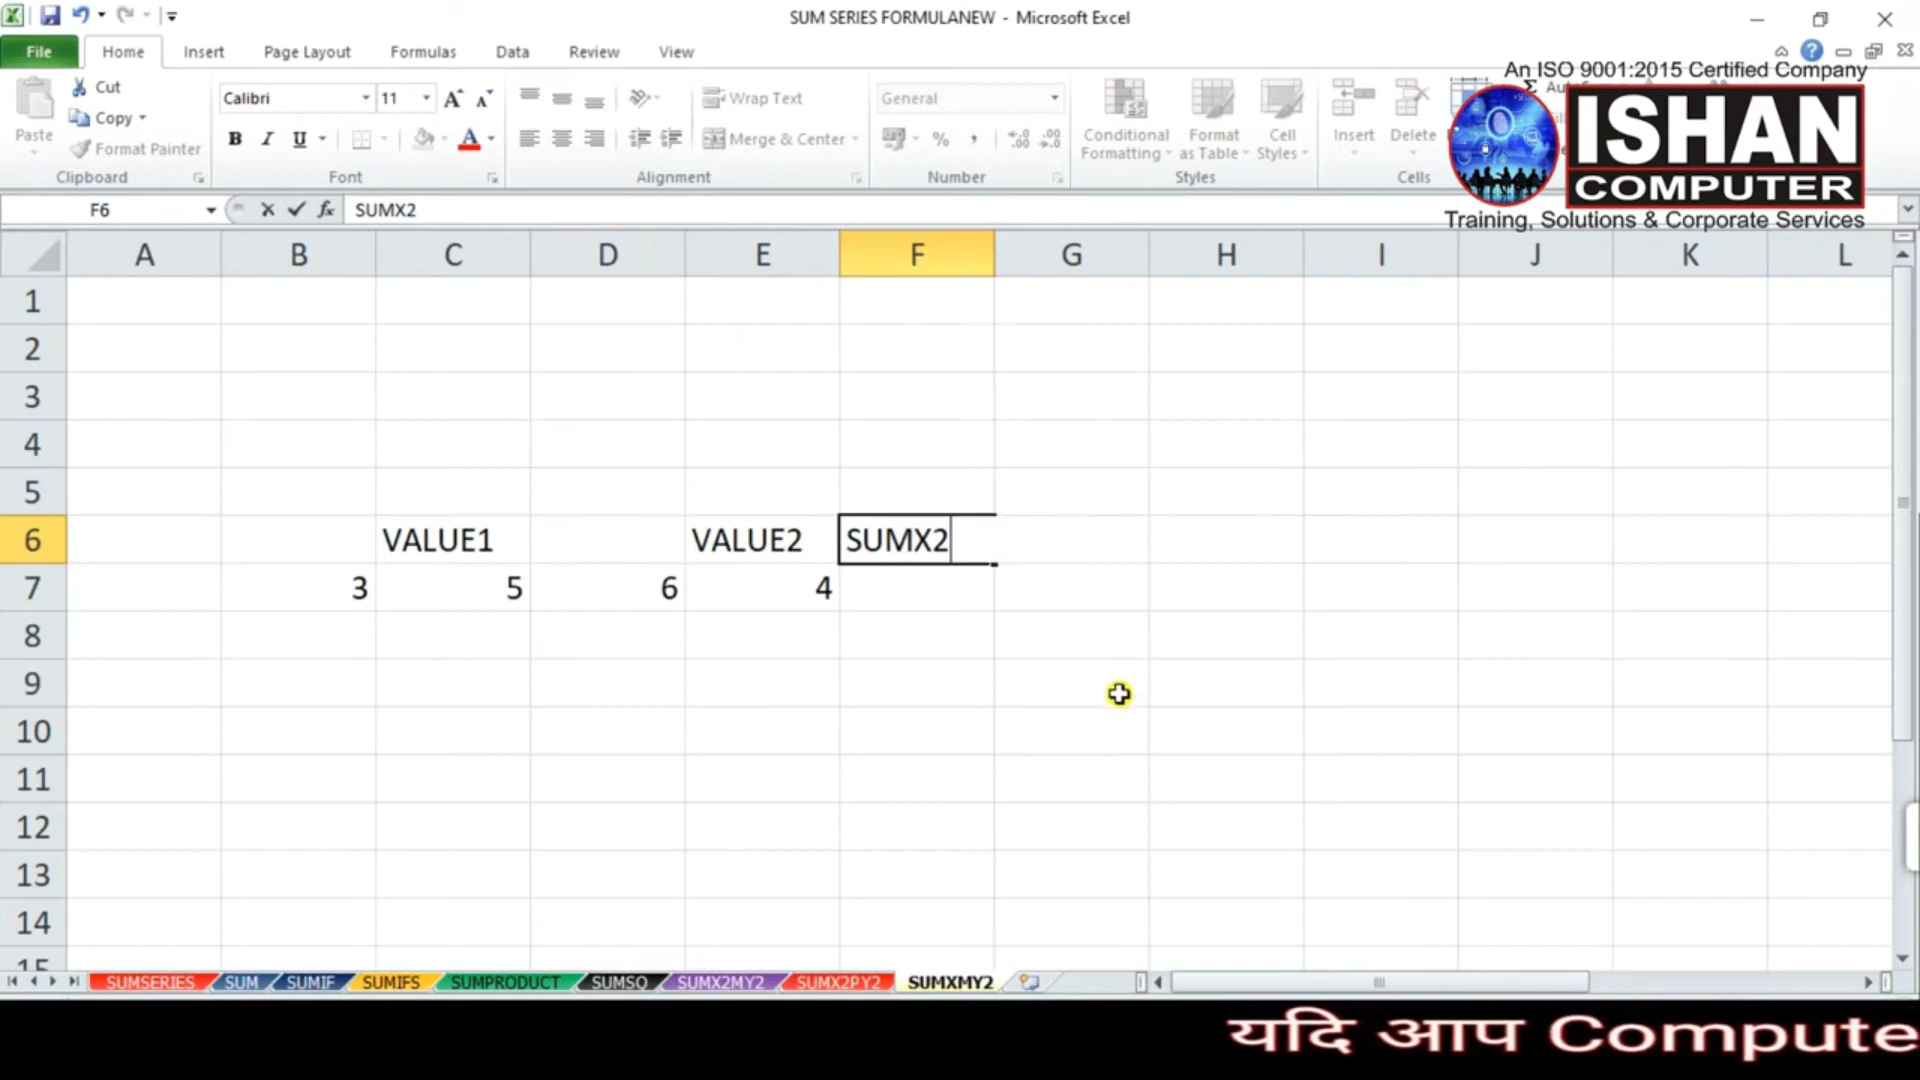 SUM SERIES FORMULANEW - Microsoft Excel
File Home Insert Page Layout Formulas Data Review View
An ISO 9001:2015 Certified Company
ISHAN
COMPUTER
Training, Solutions & Corporate Services
Cut
Copy
Format Painter
Paste
Clipboard
Calibri 11
B I U
Font
Wrap Text
Merge & Center
Alignment
General
%
Number
Conditional Formatting
Format as Table
Cell Styles
Styles
Insert
Delete
Cells
F6 fx SUMX2
A B C D E F G H I J K L
1
2
3
4
5
6 VALUE1 VALUE2 SUMX2
7 3 5 6 4
8
9
10
11
12
13
14
15
SUMSERIES SUM SUMIF SUMIFS SUMPRODUCT SUMSQ SUMX2MY2 SUMX2PY2 SUMXMY2
यदि आप Compute